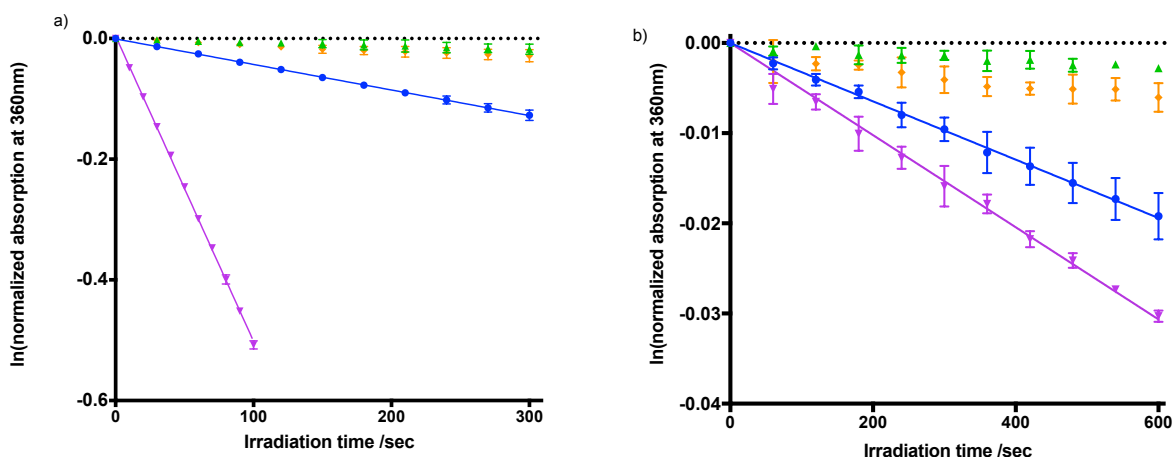 a)
ln(normalized absorption at 360nm)
0.0
-0.2
-0.4
-0.6
0
100
200
300
Irradiation time /sec
b)
ln(normalized absorption at 360nm)
0.00
-0.01
-0.02
-0.03
-0.04
0
200
400
600
Irradiation time /sec